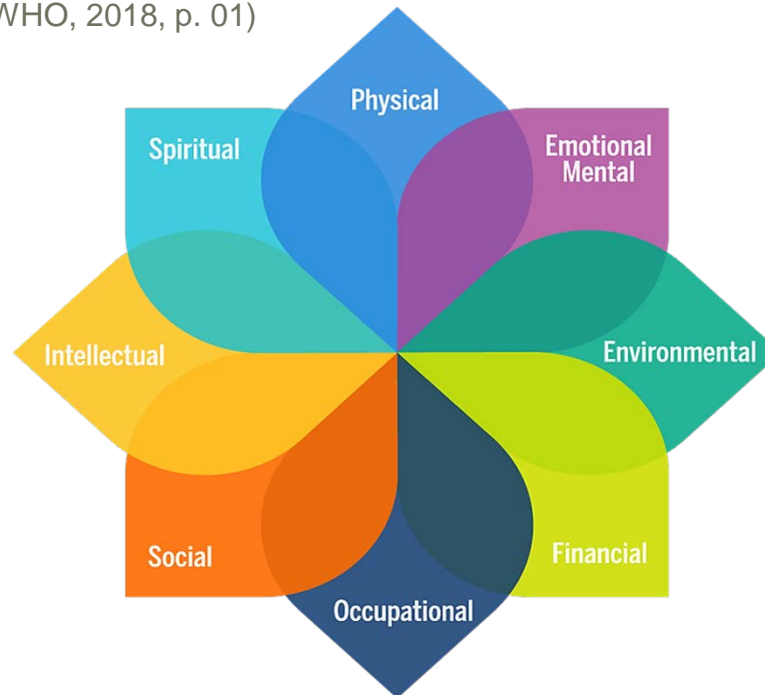 WHO, 2018, p. 01)
Physical
Spiritual
Emotional
Mental
Intellectual
Environmental
Social
Financial
Occupational